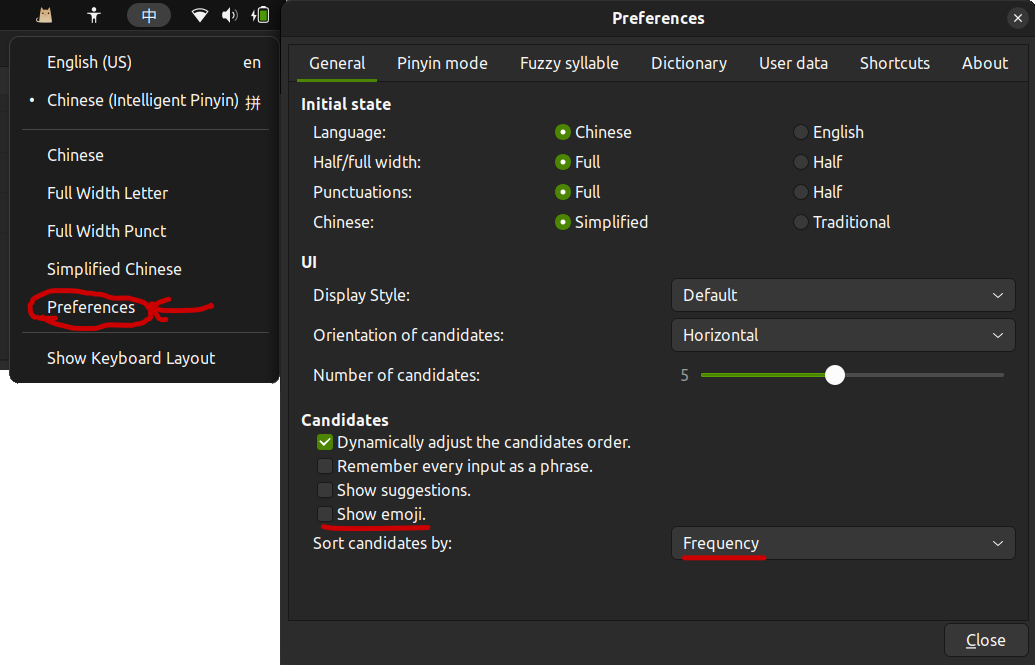 中
English (US) en
• Chinese (Intelligent Pinyin) 拼
Chinese
Full Width Letter
Full Width Punct
Simplified Chinese
Preferences
Show Keyboard Layout
Preferences
General Pinyin mode Fuzzy syllable Dictionary User data Shortcuts About
Initial state
Language: Chinese English
Half/full width: Full Half
Punctuations: Full Half
Chinese: Simplified Traditional
UI
Display Style: Default
Orientation of candidates: Horizontal
Number of candidates: 5
Candidates
Dynamically adjust the candidates order.
Remember every input as a phrase.
Show suggestions.
Show emoji.
Sort candidates by: Frequency
Close